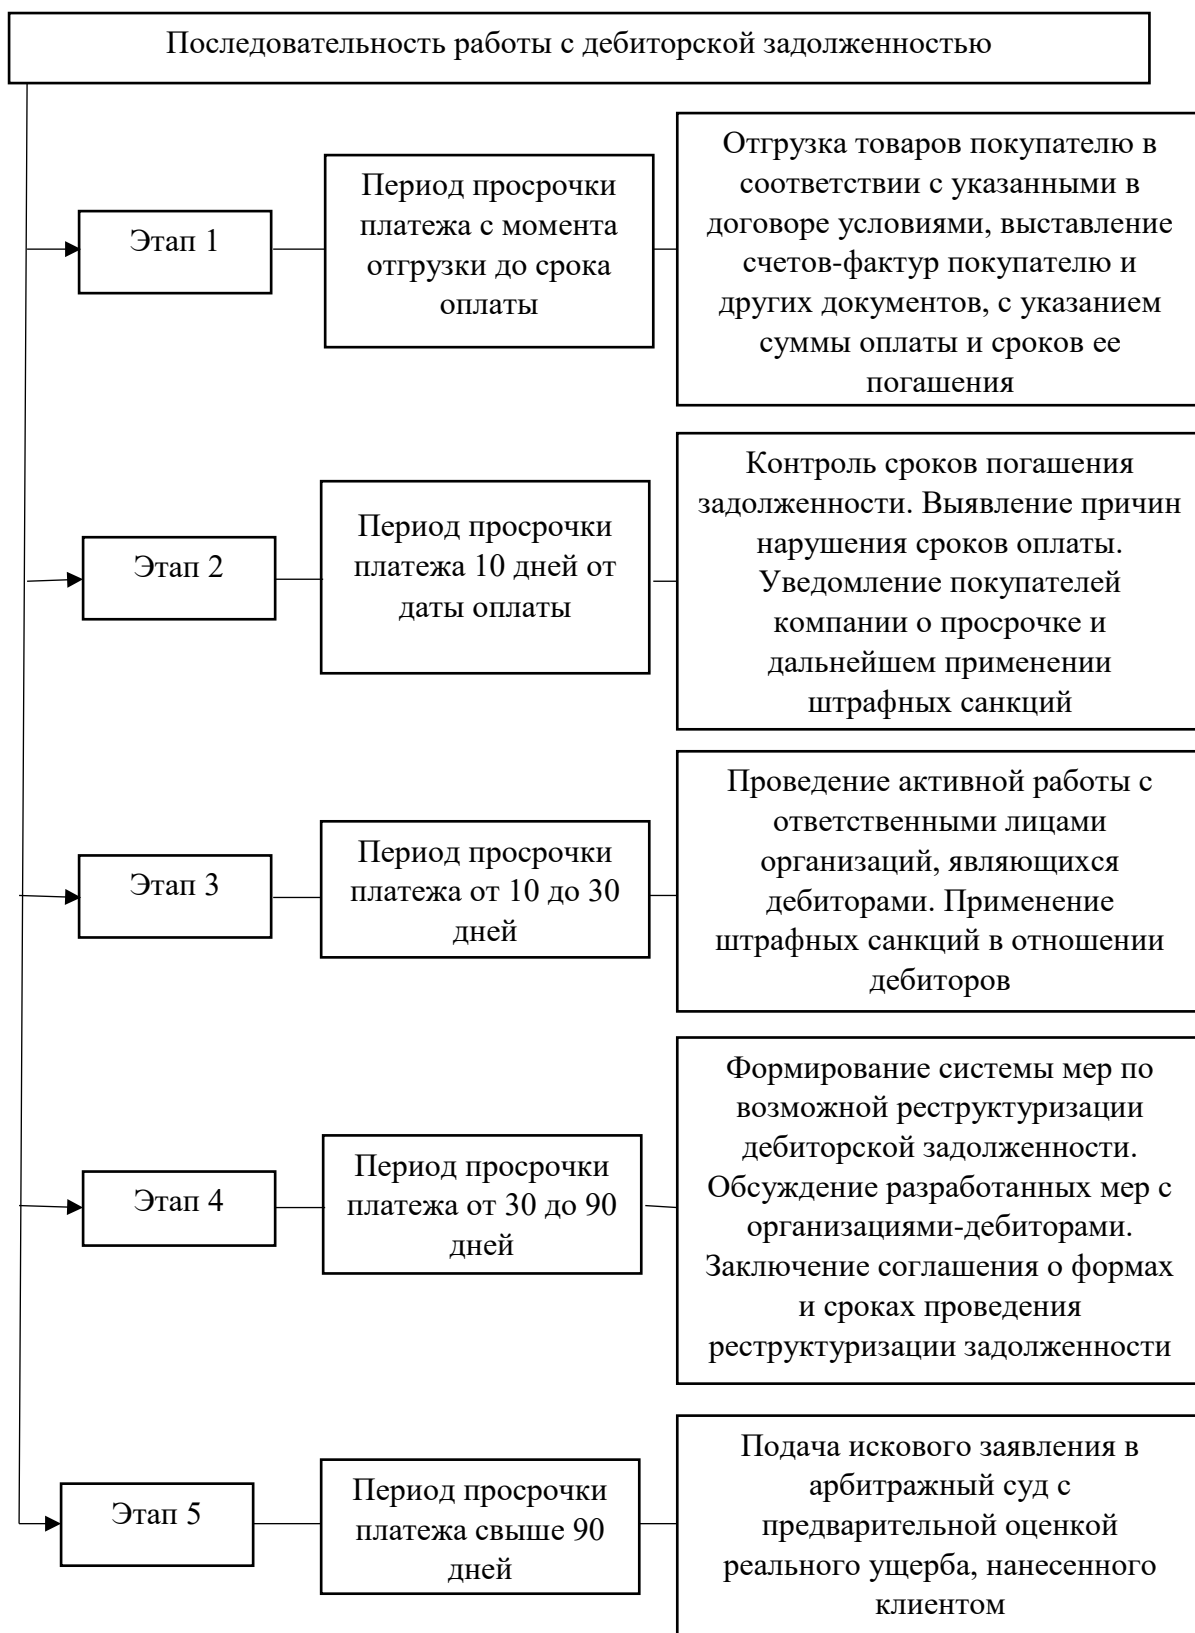 Последовательность работы с дебиторской задолженностью
Этап 1
Период просрочки
платежа с момента
отгрузки до срока
оплаты
Отгрузка товаров покупателю в
соответствии с указанными в
договоре условиями, выставление
счетов-фактур покупателю и
других документов, с указанием
суммы оплаты и сроков ее
погашения
Этап 2
Период просрочки
платежа 10 дней от
даты оплаты
Контроль сроков погашения
задолженности. Выявление причин
нарушения сроков оплаты.
Уведомление покупателей
компании о просрочке и
дальнейшем применении
штрафных санкций
Этап 3
Период просрочки
платежа от 10 до 30
дней
Проведение активной работы с
ответственными лицами
организаций, являющихся
дебиторами. Применение
штрафных санкций в отношении
дебиторов
Этап 4
Период просрочки
платежа от 30 до 90
дней
Формирование системы мер по
возможной реструктуризации
дебиторской задолженности.
Обсуждение разработанных мер с
организациями-дебиторами.
Заключение соглашения о формах
и сроках проведения
реструктуризации задолженности
Этап 5
Период просрочки
платежа свыше 90
дней
Подача искового заявления в
арбитражный суд с
предварительной оценкой
реального ущерба, нанесенного
клиентом